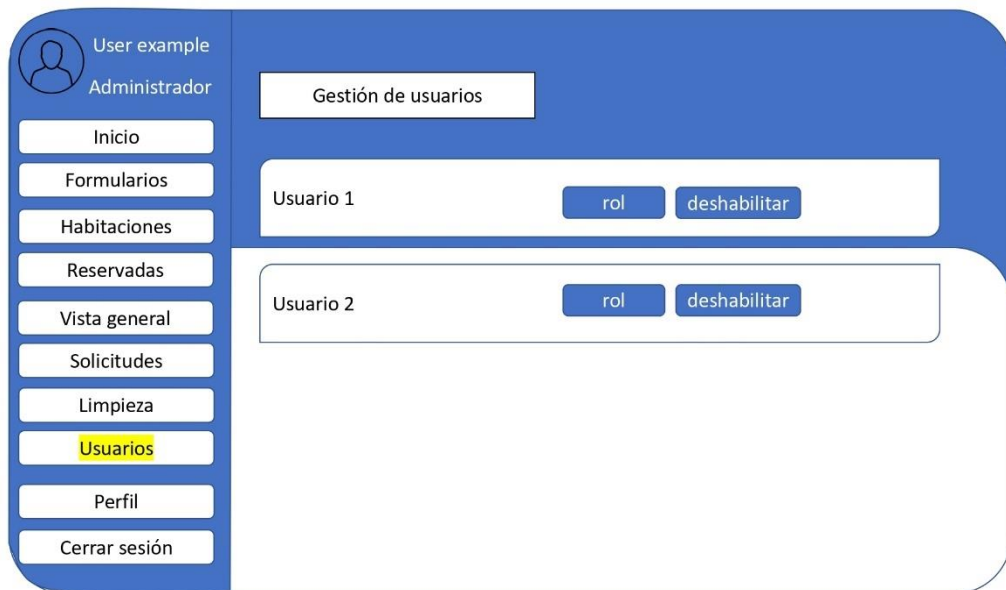 User example
Administrador
Inicio
Formularios
Habitaciones
Reservadas
Vista general
Solicitudes
Limpieza
Usuarios
Perfil
Cerrar sesión
Gestión de usuarios
Usuario 1 rol deshabilitar
Usuario 2 rol deshabilitar